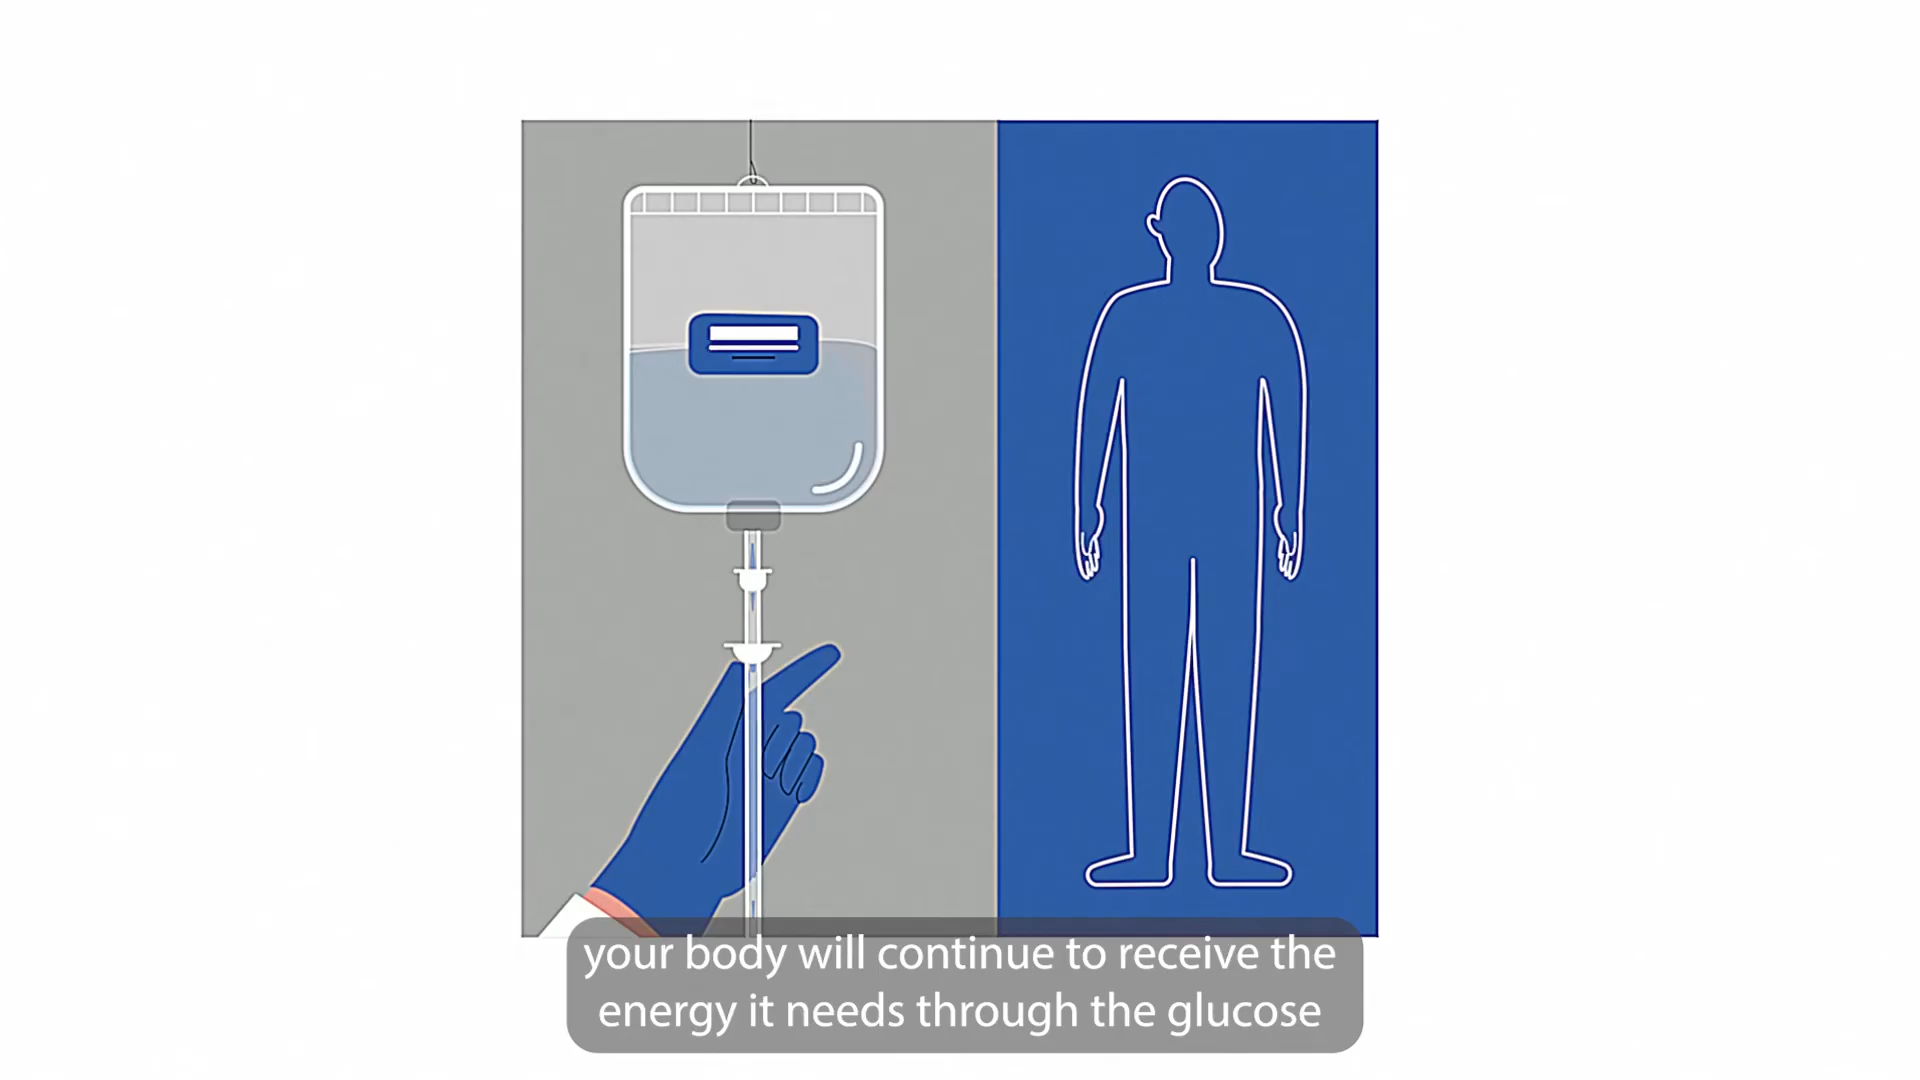 your body will continue to receive the
energy it needs through the glucose